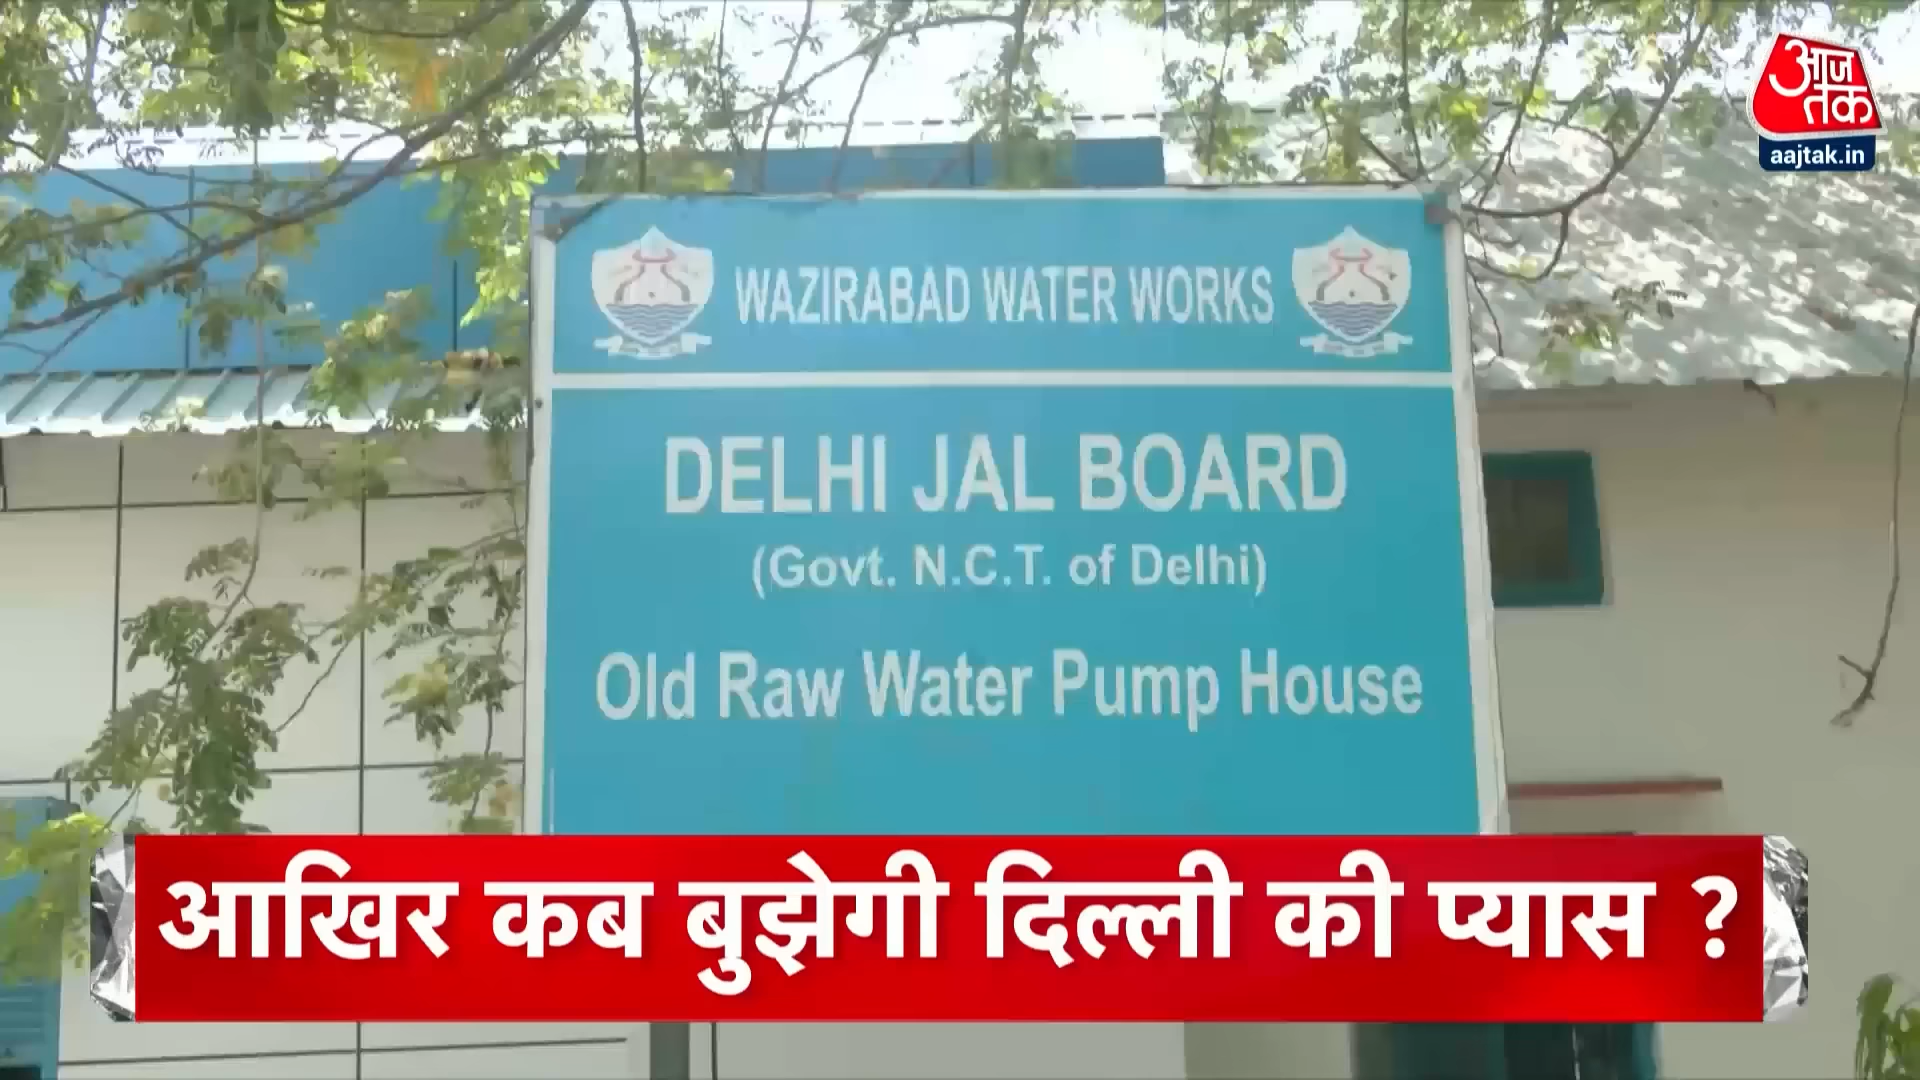 आज
तक
aajtak.in
WAZIRABAD WATER WORKS
DELHI JAL BOARD
(Govt. N.C.T. of Delhi)
Old Raw Water Pump House
आखिर कब बुझेगी दिल्ली की प्यास ?